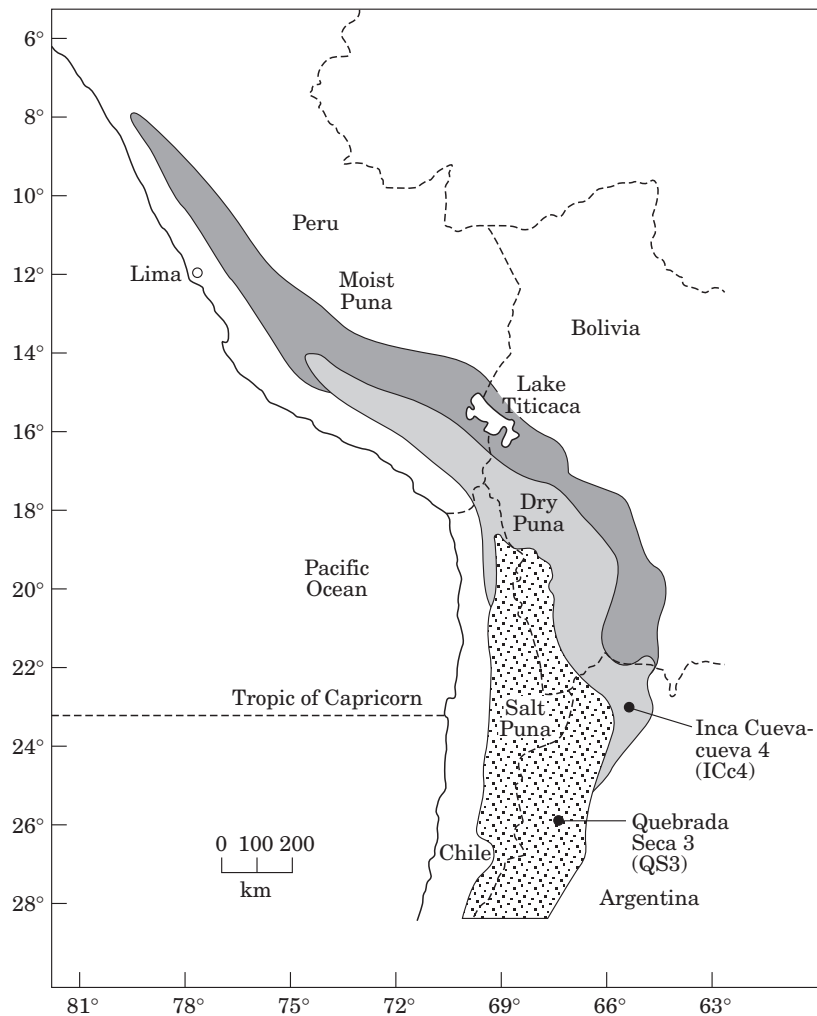 6°
8°
10°
12°
14°
16°
18°
20°
22°
24°
26°
28°
Peru
Lima
Moist
Puna
Bolivia
Lake
Titicaca
Dry
Puna
Pacific
Ocean
Tropic of Capricorn
Salt
Puna
Inca Cueva-
cueva 4
(ICc4)
Quebrada
Seca 3
(QS3)
0 100 200
km
Chile
Argentina
81° 78° 75° 72° 69° 66° 63°